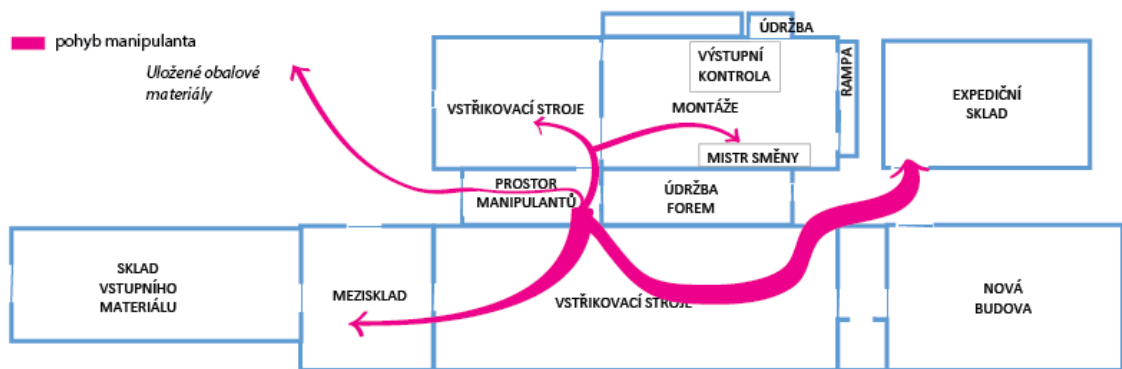 pohyb manipulanta
Uložené obalové
materiály
ÚDRŽBA
VÝSTUPNÍ
KONTROLA
RAMPA
EXPEDIČNÍ
SKLAD
VSTŘIKOVACÍ STROJE
MONTÁŽE
MISTR SMĚNY
PROSTOR
MANIPULANTŮ
ÚDRŽBA
FOREM
SKLAD
VSTUPNÍHO
MATERIÁLU
MEZISKLAD
VSTŘIKOVACÍ STROJE
NOVÁ
BUDOVA